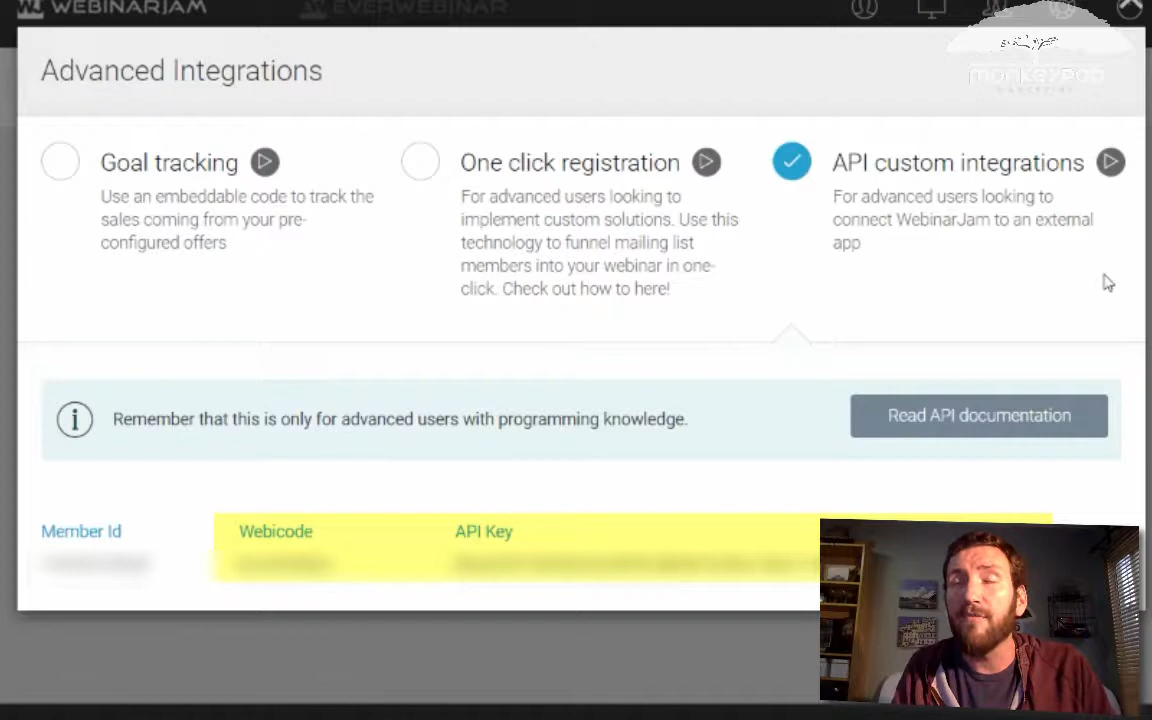 WEBINARJAM
EVERWEBINAR
Advanced Integrations
monkeypod
MARKETING
Goal tracking
Use an embeddable code to track the
sales coming from your pre-
configured offers
One click registration
For advanced users looking to
implement custom solutions. Use this
technology to funnel mailing list
members into your webinar in one-
click. Check out how to here!
API custom integrations
For advanced users looking to
connect WebinarJam to an external
app
Remember that this is only for advanced users with programming knowledge.
Read API documentation
Member Id
Webicode
API Key